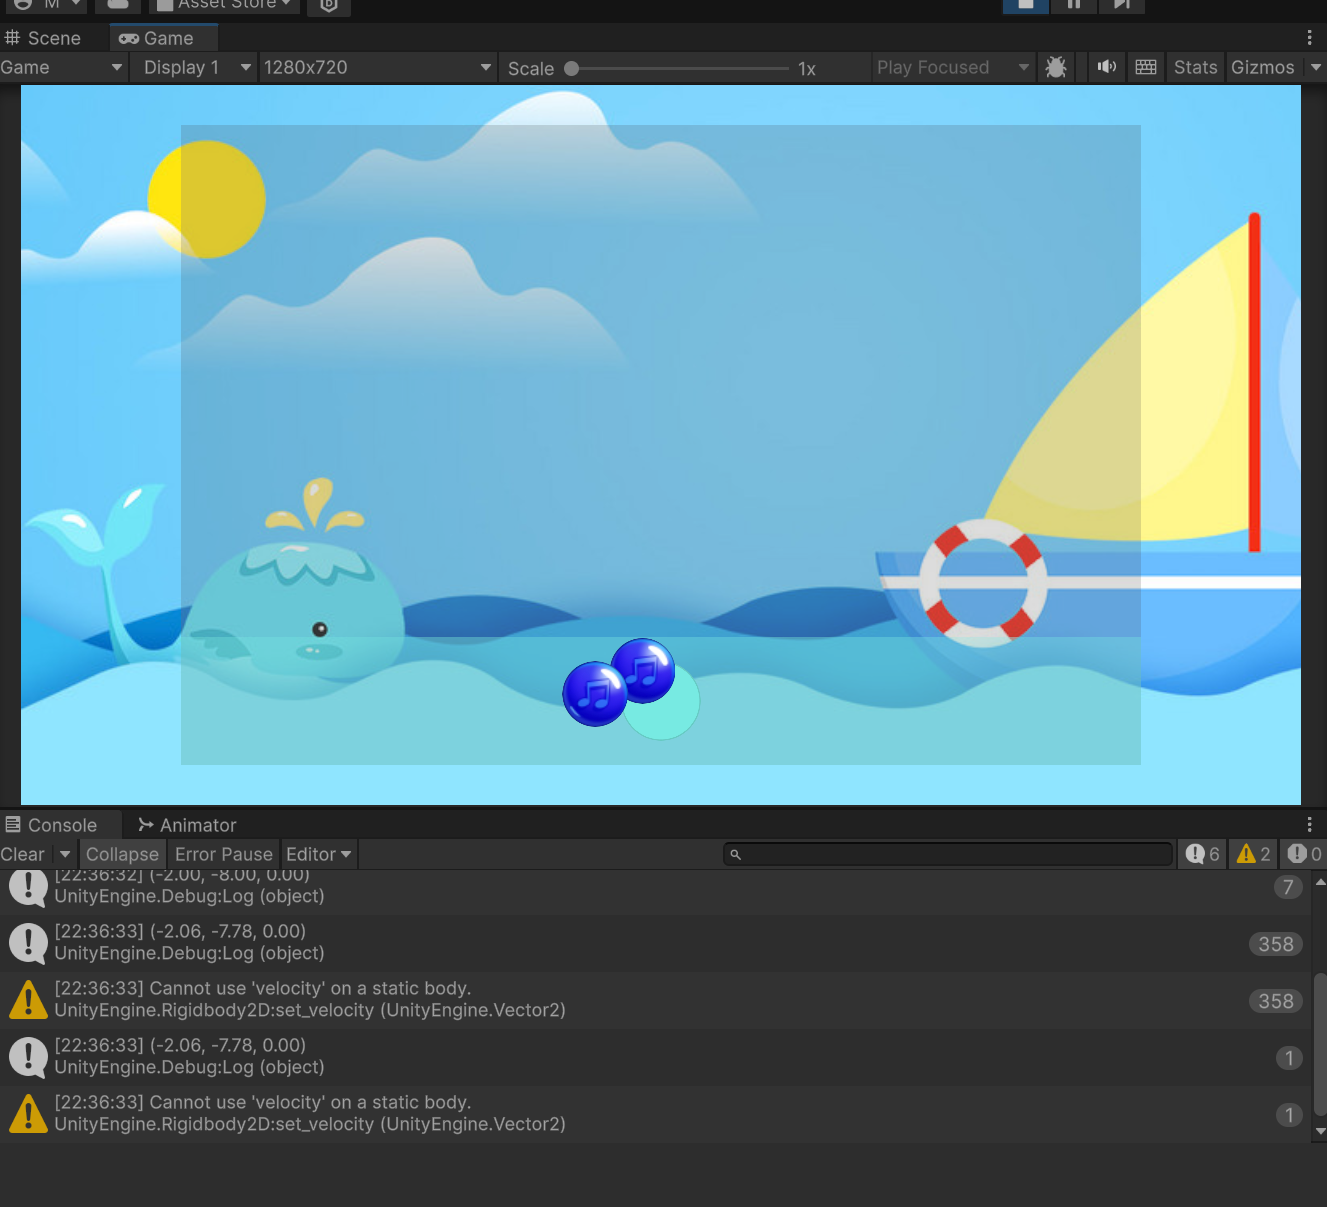 M
Asset Store
Scene
Game
Game
Display 1
1280x720
Scale
1x
Play Focused
Stats
Gizmos
Console
Animator
Clear
Collapse
Error Pause
Editor
6
2
0
[22:36:32] (-2.00, -8.00, 0.00)
UnityEngine.Debug:Log (object)
7
[22:36:33] (-2.06, -7.78, 0.00)
UnityEngine.Debug:Log (object)
358
[22:36:33] Cannot use 'velocity' on a static body.
UnityEngine.Rigidbody2D:set_velocity (UnityEngine.Vector2)
358
[22:36:33] (-2.06, -7.78, 0.00)
UnityEngine.Debug:Log (object)
1
[22:36:33] Cannot use 'velocity' on a static body.
UnityEngine.Rigidbody2D:set_velocity (UnityEngine.Vector2)
1